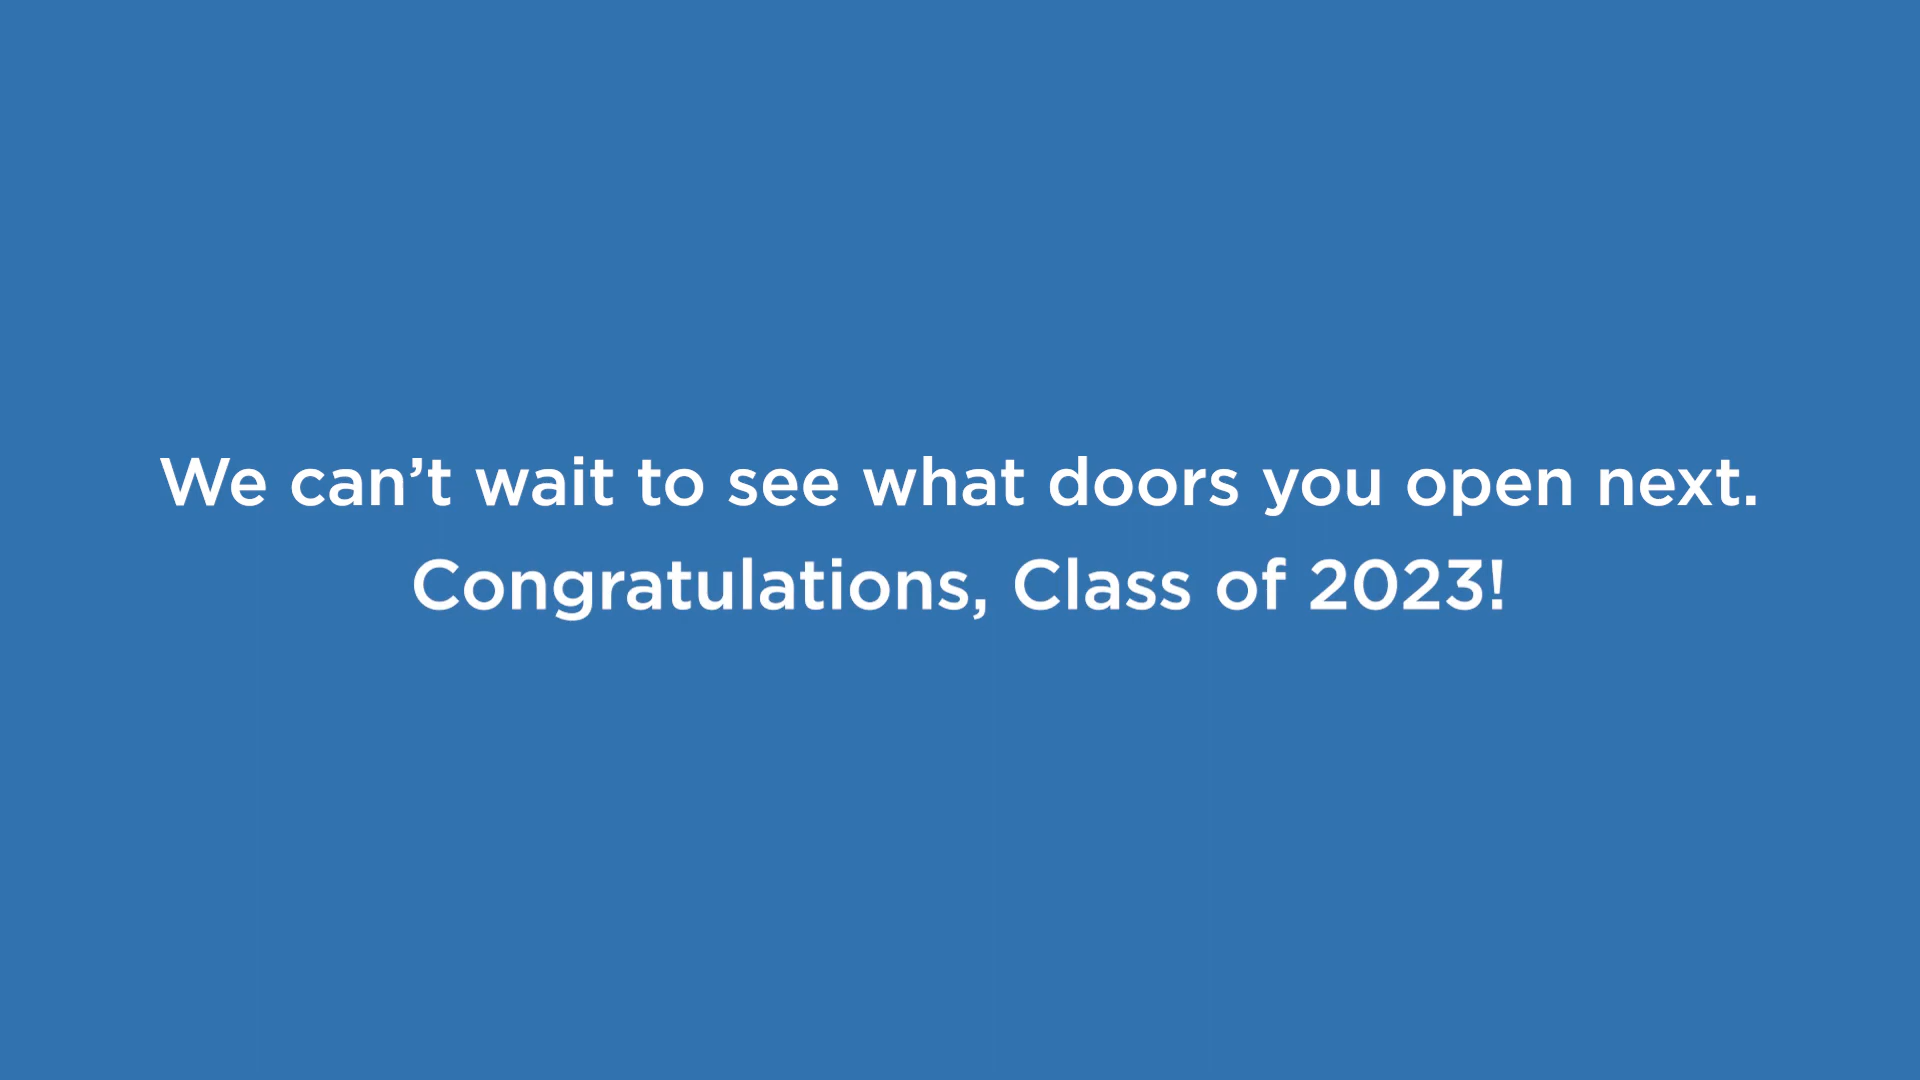 We can’t wait to see what doors you open next.
Congratulations, Class of 2023!